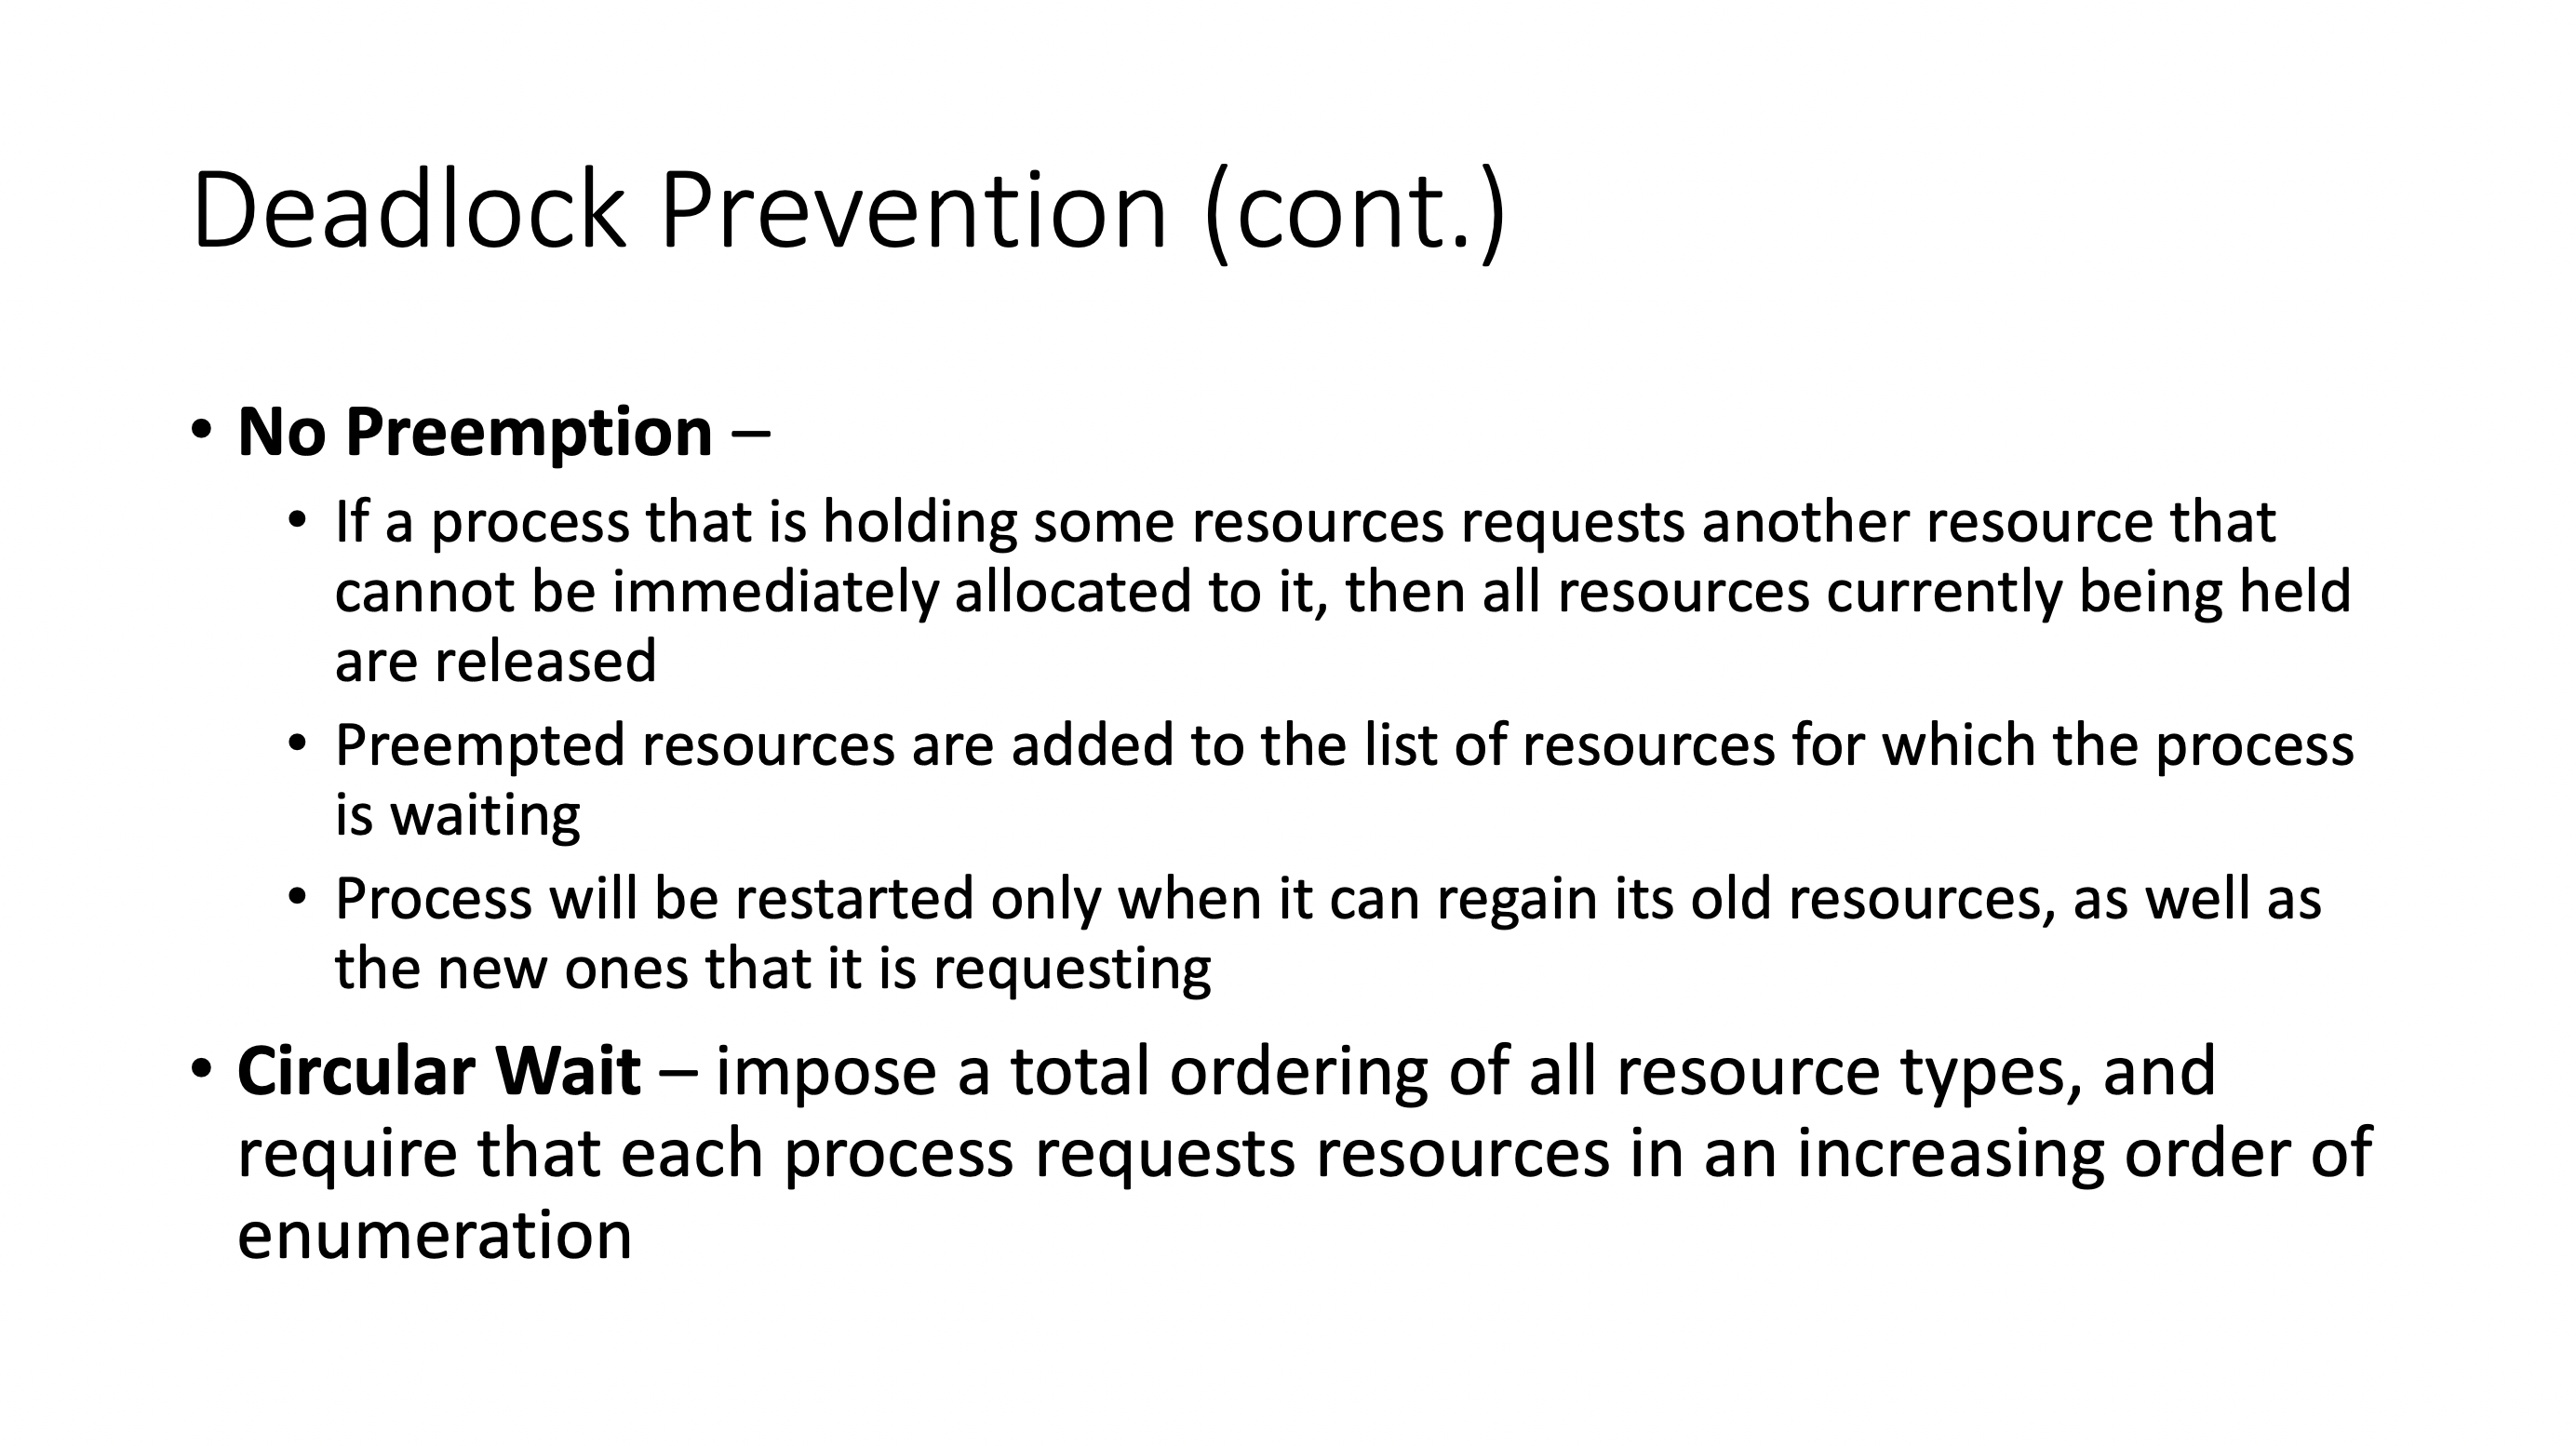 Deadlock Prevention (cont.)
• No Preemption –
• If a process that is holding some resources requests another resource that
cannot be immediately allocated to it, then all resources currently being held
are released
• Preempted resources are added to the list of resources for which the process
is waiting
• Process will be restarted only when it can regain its old resources, as well as
the new ones that it is requesting
• Circular Wait – impose a total ordering of all resource types, and
require that each process requests resources in an increasing order of
enumeration